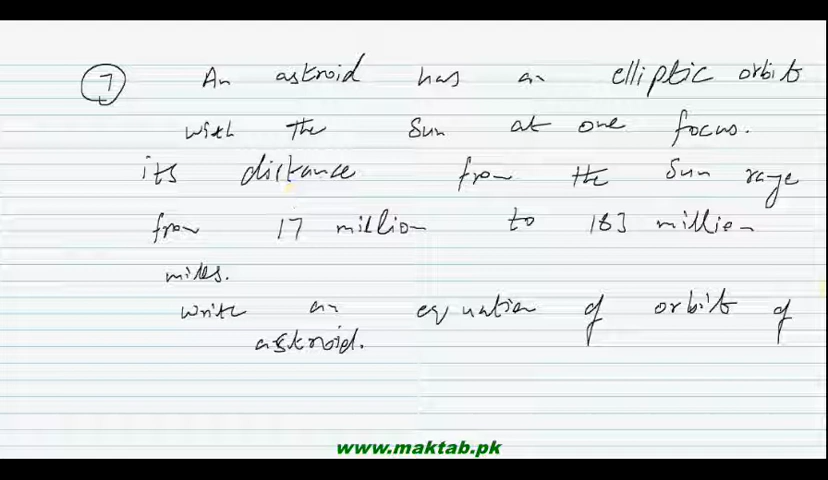 7 An astroid has an elliptic orbit
with the Sun at one focus.
its distance from the Sun range
from 17 million to 183 million
miles.
write an equation of orbit of
astroid.
www.maktab.pk